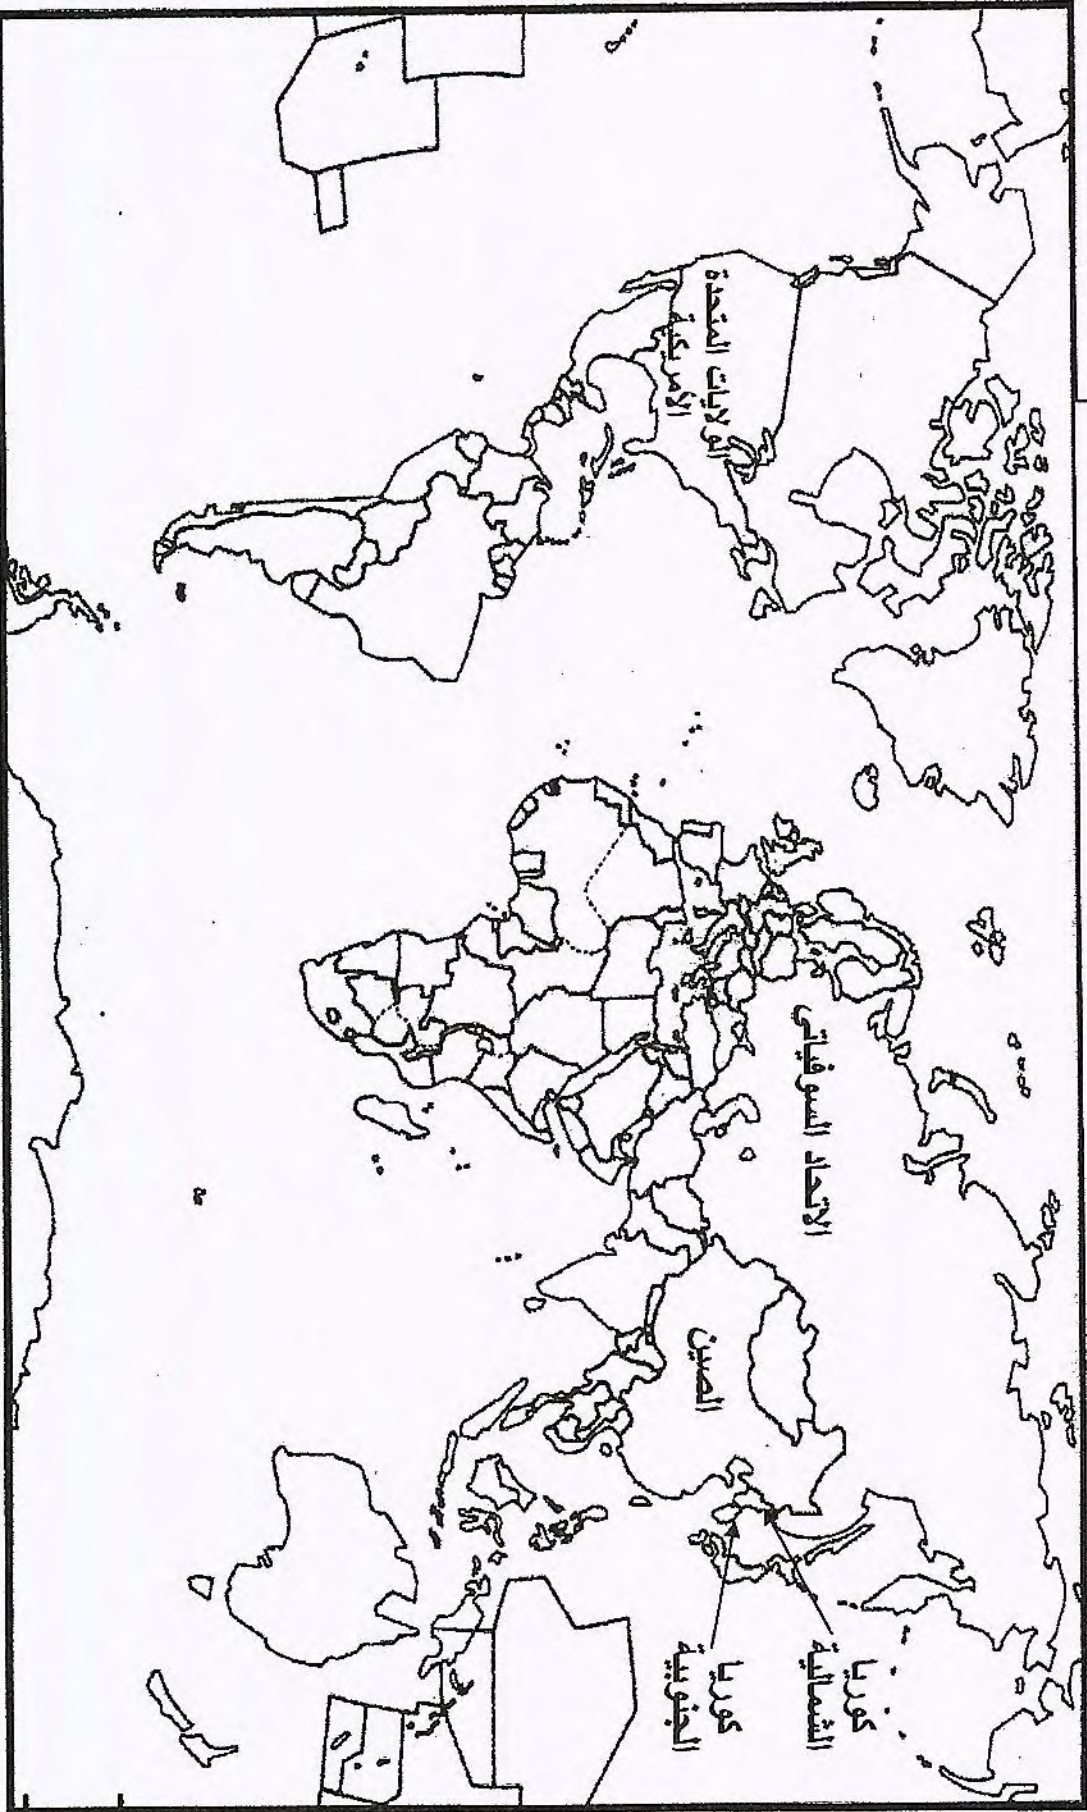 الولايات المتحدة
الأمريكية
الاتحاد السوفياتي
الصين
كوريا
الشمالية
كوريا
الجنوبية